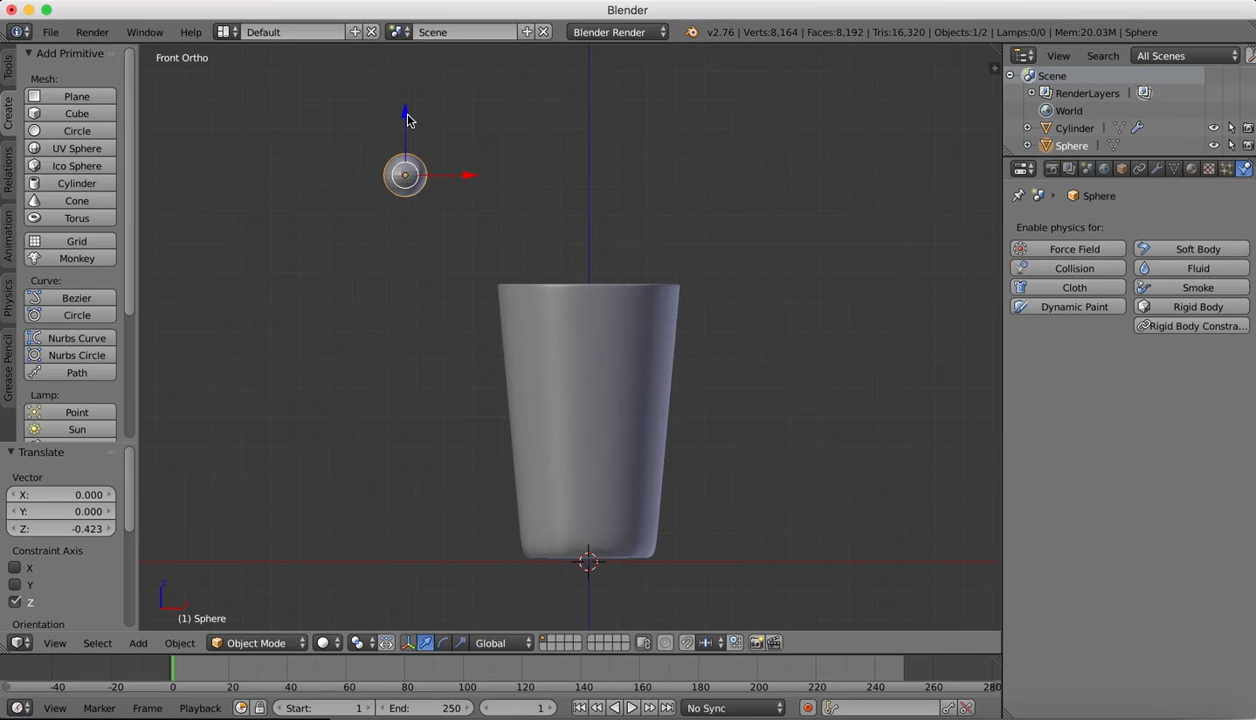 Blender
File Render Window Help Default Scene Blender Render v2.76 | Verts:8,164 | Faces:8,192 | Tris:16,320 | Objects:1/2 | Lamps:0/0 | Mem:20.03M | Sphere
Tools
Create
Relations
Animation
Physics
Grease Pencil
Add Primitive
Mesh:
Plane
Cube
Circle
UV Sphere
Ico Sphere
Cylinder
Cone
Torus
Grid
Monkey
Curve:
Bezier
Circle
Nurbs Curve
Nurbs Circle
Path
Lamp:
Point
Sun
Translate
Vector
X: 0.000
Y: 0.000
Z: -0.423
Constraint Axis
X
Y
Z
Orientation
Front Ortho
z
(1) Sphere
View Select Add Object Object Mode Global
-40 -20 0 20 40 60 80 100 120 140 160 180 200 220 240 260 280
View Marker Frame Playback Start: 1 End: 250 1 No Sync
View Search All Scenes
Scene
RenderLayers
World
Cylinder
Sphere
Sphere
Enable physics for:
Force Field Soft Body
Collision Fluid
Cloth Smoke
Dynamic Paint Rigid Body
Rigid Body Constra...